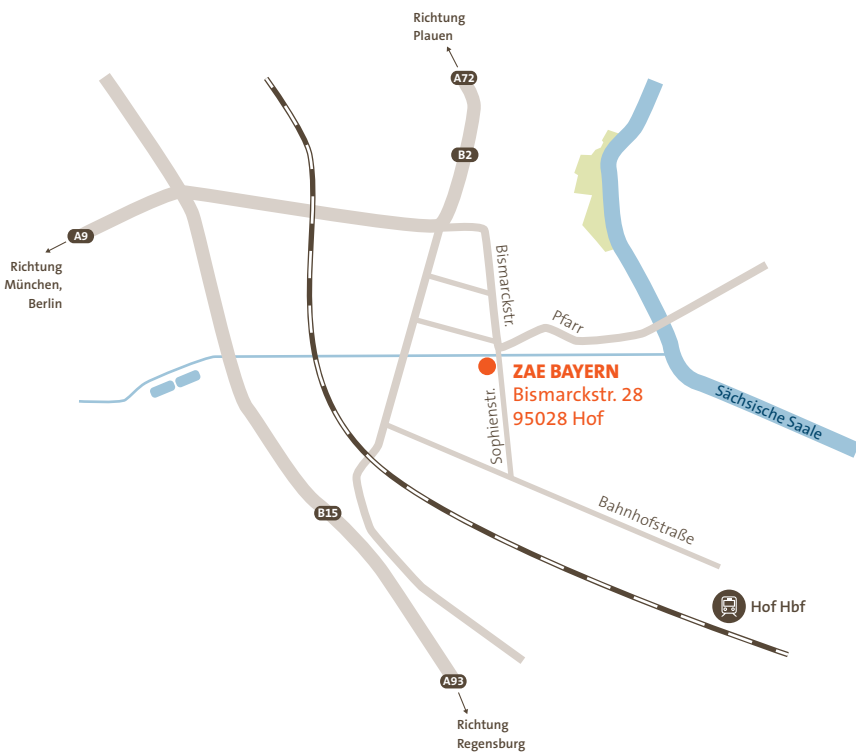 Richtung
Plauen
A72
B2
A9
Richtung
München,
Berlin
Bismarckstr.
Pfarr
ZAE BAYERN
Bismarckstr. 28
95028 Hof
Sophienstr.
Sächsische Saale
Bahnhofstraße
B15
Hof Hbf
A93
Richtung
Regensburg